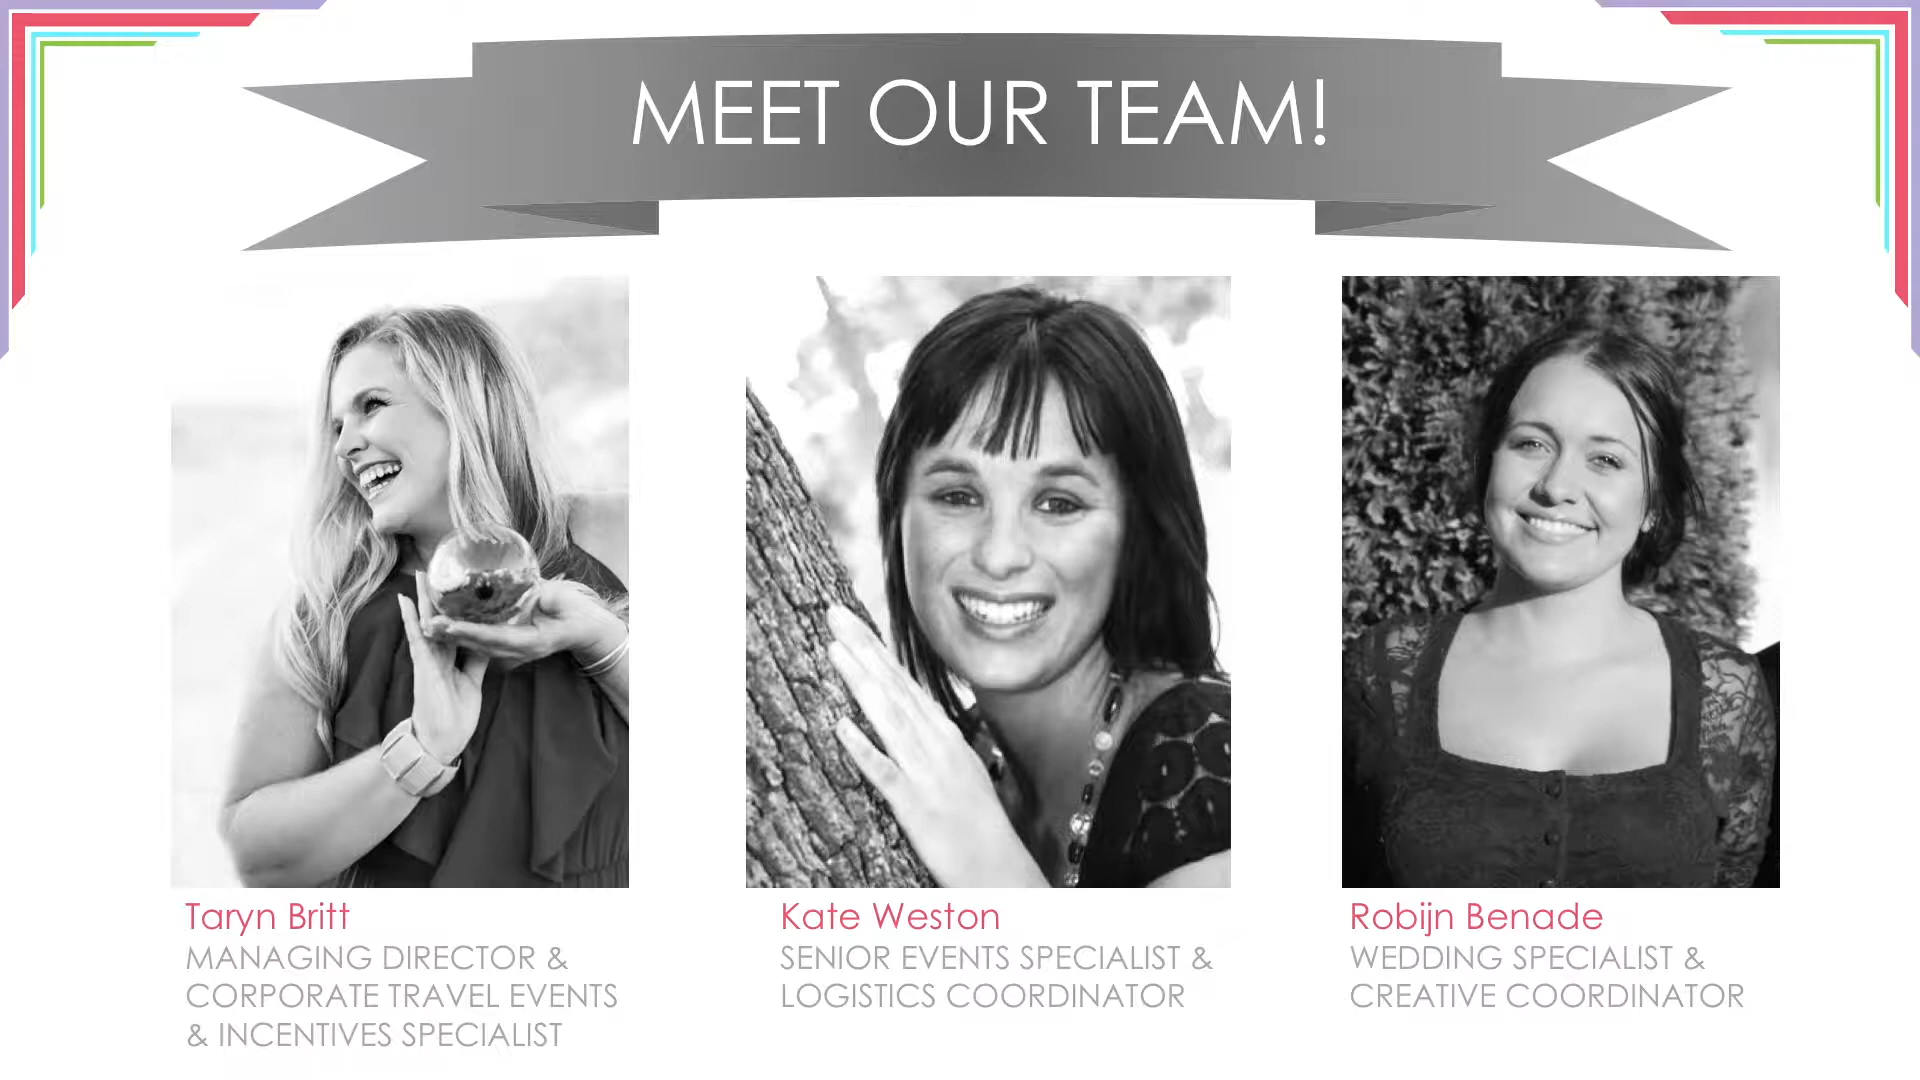 MEET OUR TEAM!
Taryn Britt
MANAGING DIRECTOR &
CORPORATE TRAVEL EVENTS
& INCENTIVES SPECIALIST
Kate Weston
SENIOR EVENTS SPECIALIST &
LOGISTICS COORDINATOR
Robijn Benade
WEDDING SPECIALIST &
CREATIVE COORDINATOR